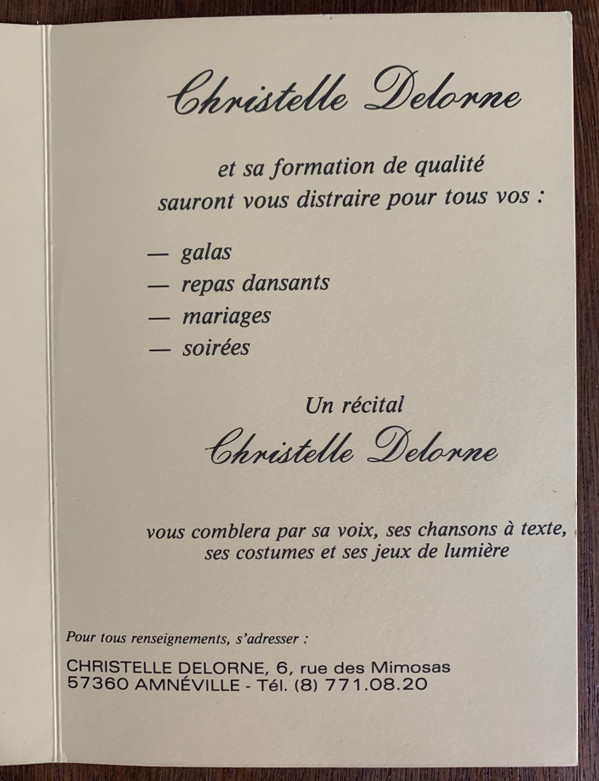 Christelle Delorne
et sa formation de qualité
sauront vous distraire pour tous vos :
— galas
— repas dansants
— mariages
— soirées
Un récital
Christelle Delorne
vous comblera par sa voix, ses chansons à texte,
ses costumes et ses jeux de lumière
Pour tous renseignements, s'adresser :
CHRISTELLE DELORNE, 6, rue des Mimosas
57360 AMNÉVILLE - Tél. (8) 771.08.20